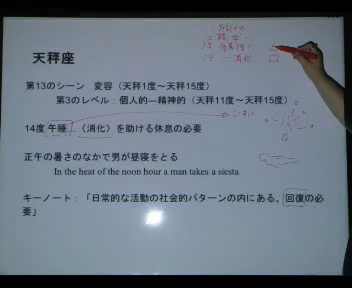 天秤座
第13のシーン 変容（天秤1度〜天秤15度）
第3のレベル：個人的―精神的（天秤11度〜天秤15度）
14度 午睡 〈消化〉を助ける休息の必要
正午の暑さのなかで男が昼寝をとる
In the heat of the noon hour a man takes a siesta.
キーノート：「日常的な活動の社会的パターンの内にある、回復の必
要」